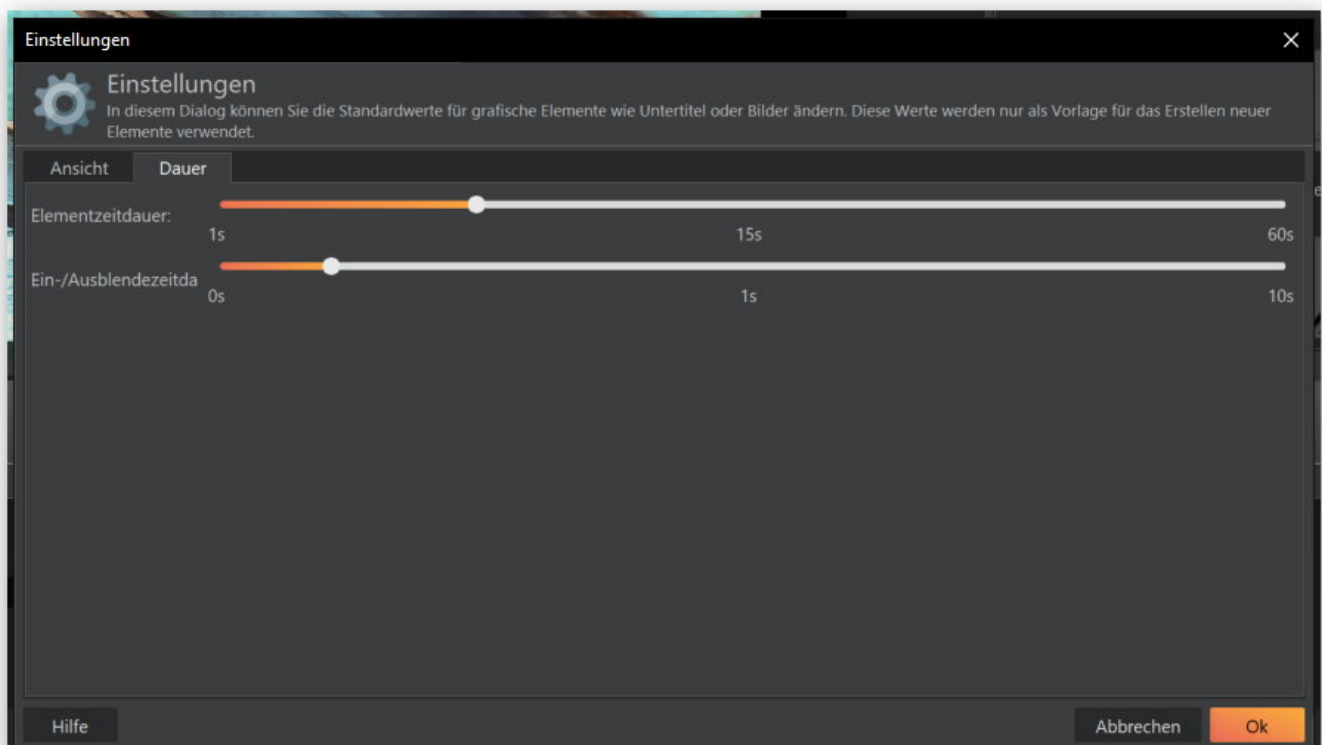 Einstellungen
Einstellungen
In diesem Dialog können Sie die Standardwerte für grafische Elemente wie Untertitel oder Bilder ändern. Diese Werte werden nur als Vorlage für das Erstellen neuer
Elemente verwendet.
Ansicht Dauer
Elementzeitdauer:
1s 15s 60s
Ein-/Ausblendezeitda
0s 1s 10s
Hilfe Abbrechen Ok